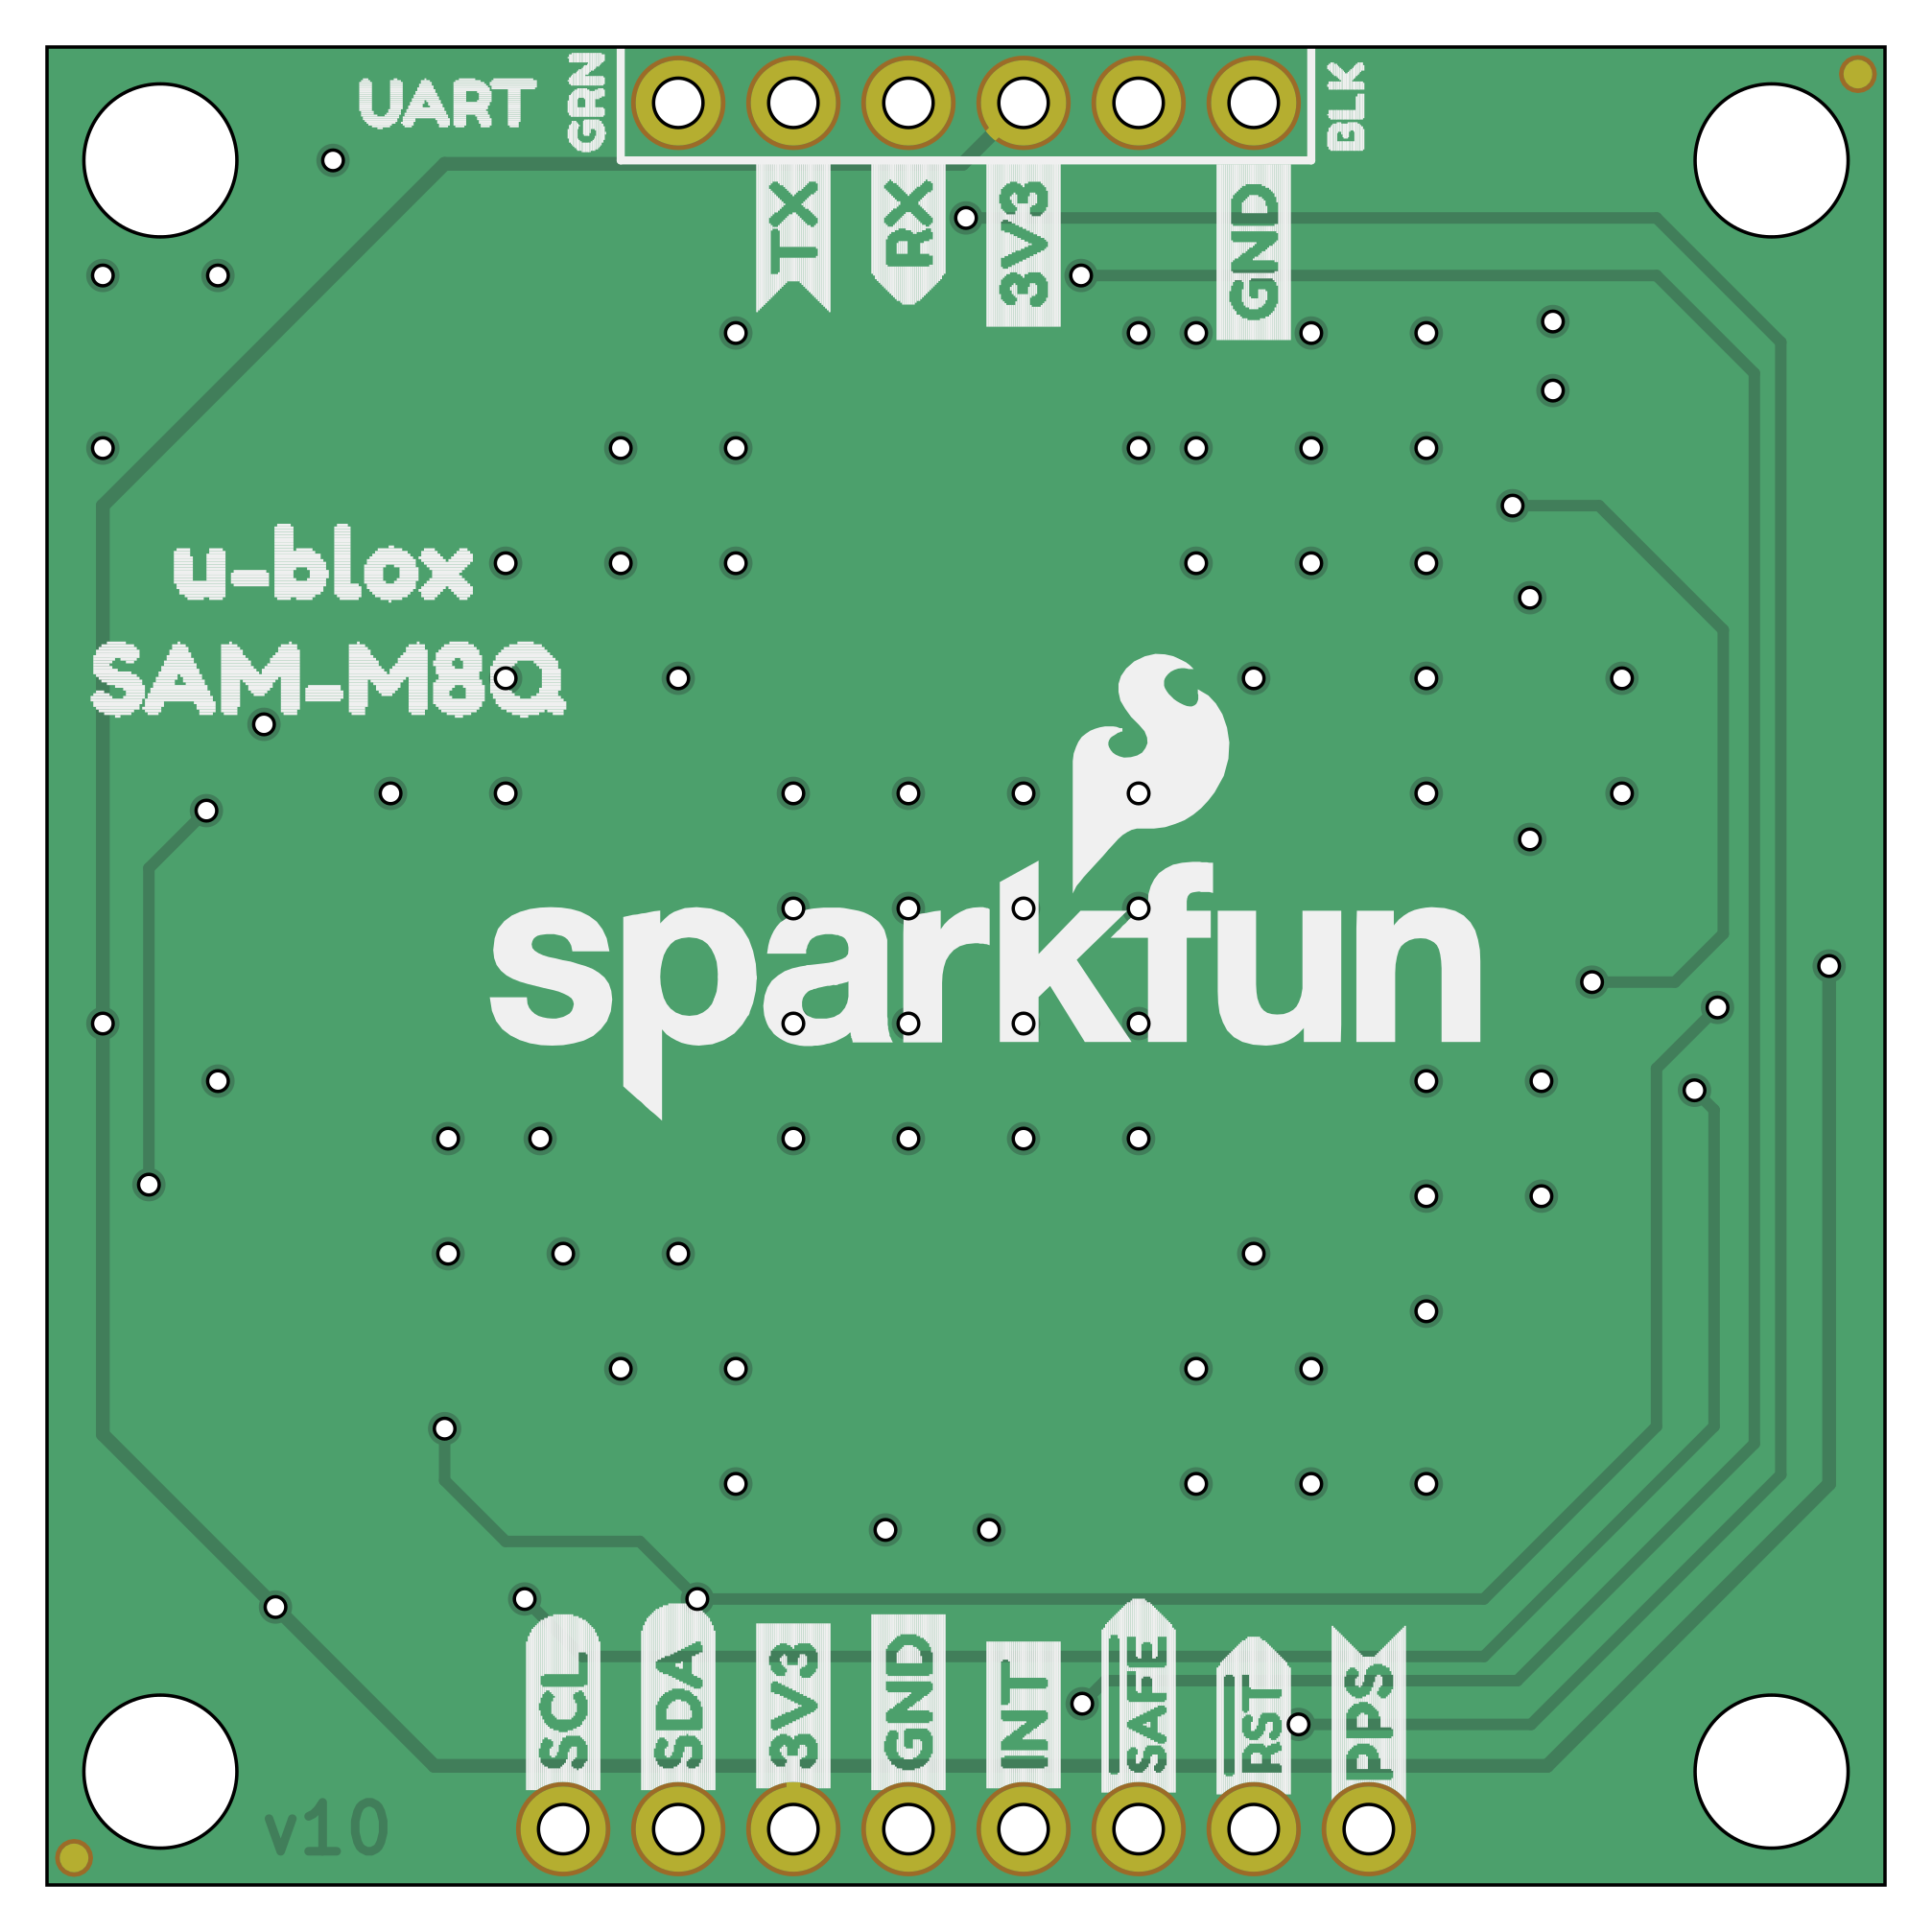 UART
GRN
BLK
TX
RX
3V3
GND
u-blox
SAM-M8Q
sparkfun
SCL
SDA
3V3
GND
INT
SAFE
RST
PPS
v10